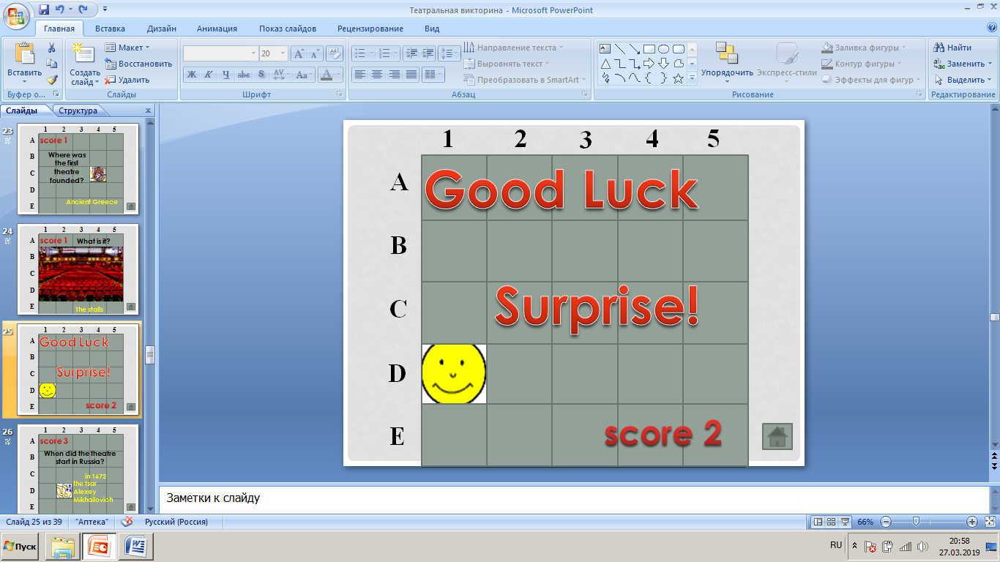 Театральная викторина - Microsoft PowerPoint
Главная Вставка Дизайн Анимация Показ слайдов Рецензирование Вид
Вставить
Буфер о...
Создать слайд
Макет
Восстановить
Удалить
Слайды
20
Ж К Ч abc S AV Aa A
Шрифт
Направление текста
Выровнять текст
Преобразовать в SmartArt
Абзац
Упорядочить
Экспресс-стили
Заливка фигуры
Контур фигуры
Эффекты для фигур
Рисование
Найти
Заменить
Выделить
Редактирование
Слайды Структура
23
1 2 3 4 5
A score 1
B Where was
the first
C theatre
founded?
D
E Ancient Greece
24
1 2 3 4 5
A score 1 What is it?
B
C
D
E The stalls
25
1 2 3 4 5
A Good Luck
B
C Surprise!
D
E score 2
26
1 2 3 4 5
A score 3
B When did the theatre
start in Russia?
C in 1672
the tsar
D Alexey
Mikhailovich
E
1 2 3 4 5
A Good Luck
B
C Surprise!
D
E score 2
Заметки к слайду
Слайд 25 из 39 "Аптека" Русский (Россия) 66%
Пуск
RU
20:58
27.03.2019